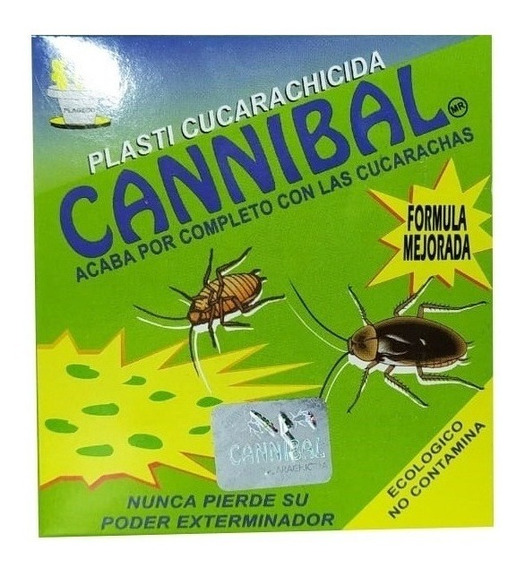 PLASTI CUCARACHICIDA
CANNIBAL
MR
ACABA POR COMPLETO CON LAS CUCARACHAS
FORMULA
MEJORADA
CANNIBAL
ECOLOGICO
NO CONTAMINA
NUNCA PIERDE SU
PODER EXTERMINADOR